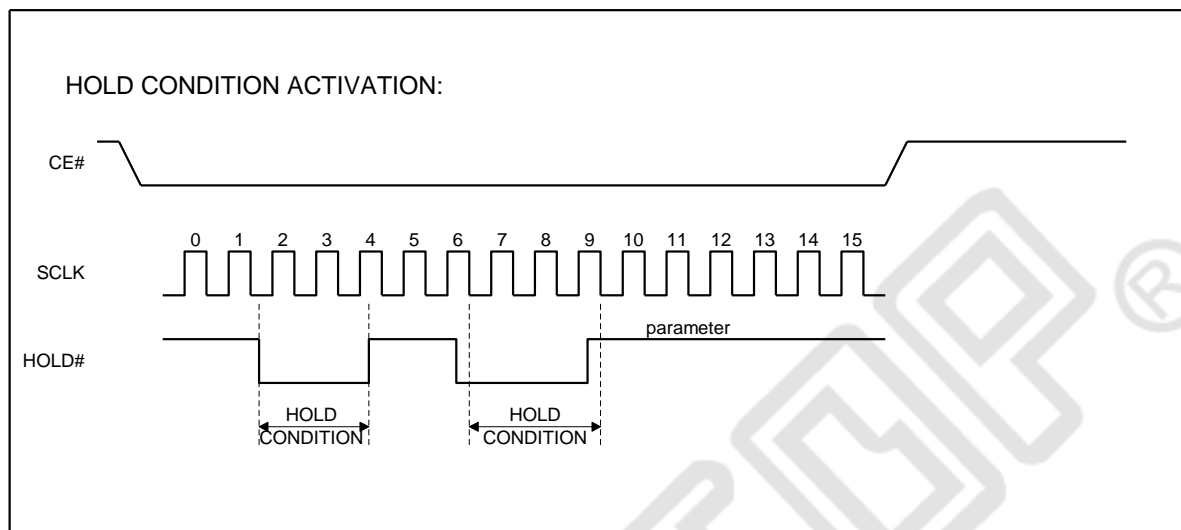 HOLD CONDITION ACTIVATION:
CE#
0 1 2 3 4 5 6 7 8 9 10 11 12 13 14 15
SCLK
parameter
HOLD#
HOLD CONDITION
HOLD CONDITION
®